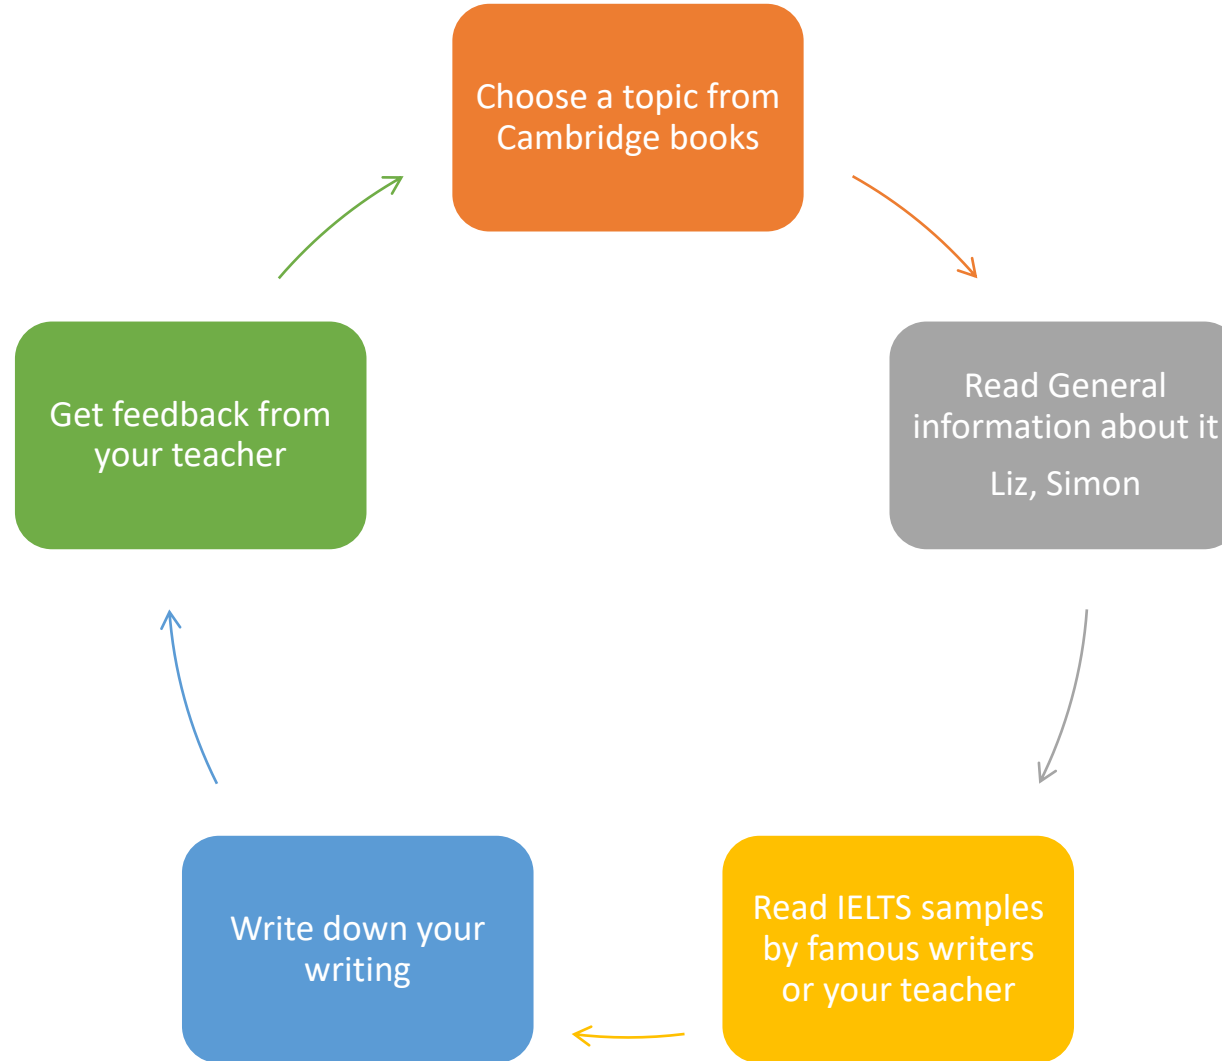 Choose a topic from
Cambridge books
Read General
information about it
Liz, Simon
Read IELTS samples
by famous writers
or your teacher
Write down your
writing
Get feedback from
your teacher